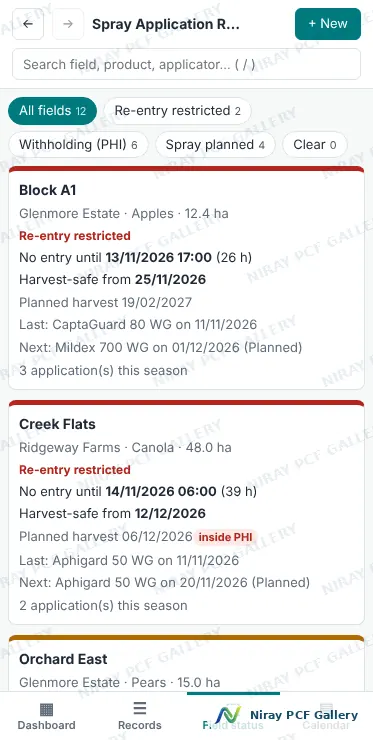 ← → Spray Application R... + New
Search field, product, applicator... ( / )
All fields 12 Re-entry restricted 2
Withholding (PHI) 6 Spray planned 4 Clear 0
Block A1
Glenmore Estate · Apples · 12.4 ha
Re-entry restricted
No entry until 13/11/2026 17:00 (26 h)
Harvest-safe from 25/11/2026
Planned harvest 19/02/2027
Last: CaptaGuard 80 WG on 11/11/2026
Next: Mildex 700 WG on 01/12/2026 (Planned)
3 application(s) this season
Creek Flats
Ridgeway Farms · Canola · 48.0 ha
Re-entry restricted
No entry until 14/11/2026 06:00 (39 h)
Harvest-safe from 12/12/2026
Planned harvest 06/12/2026 inside PHI
Last: Aphigard 50 WG on 11/11/2026
Next: Aphigard 50 WG on 20/11/2026 (Planned)
2 application(s) this season
Orchard East
Glenmore Estate · Pears · 15.0 ha
Niray PCF Gallery
Dashboard Records Field status Calendar
NIRAY PCF GALLERY